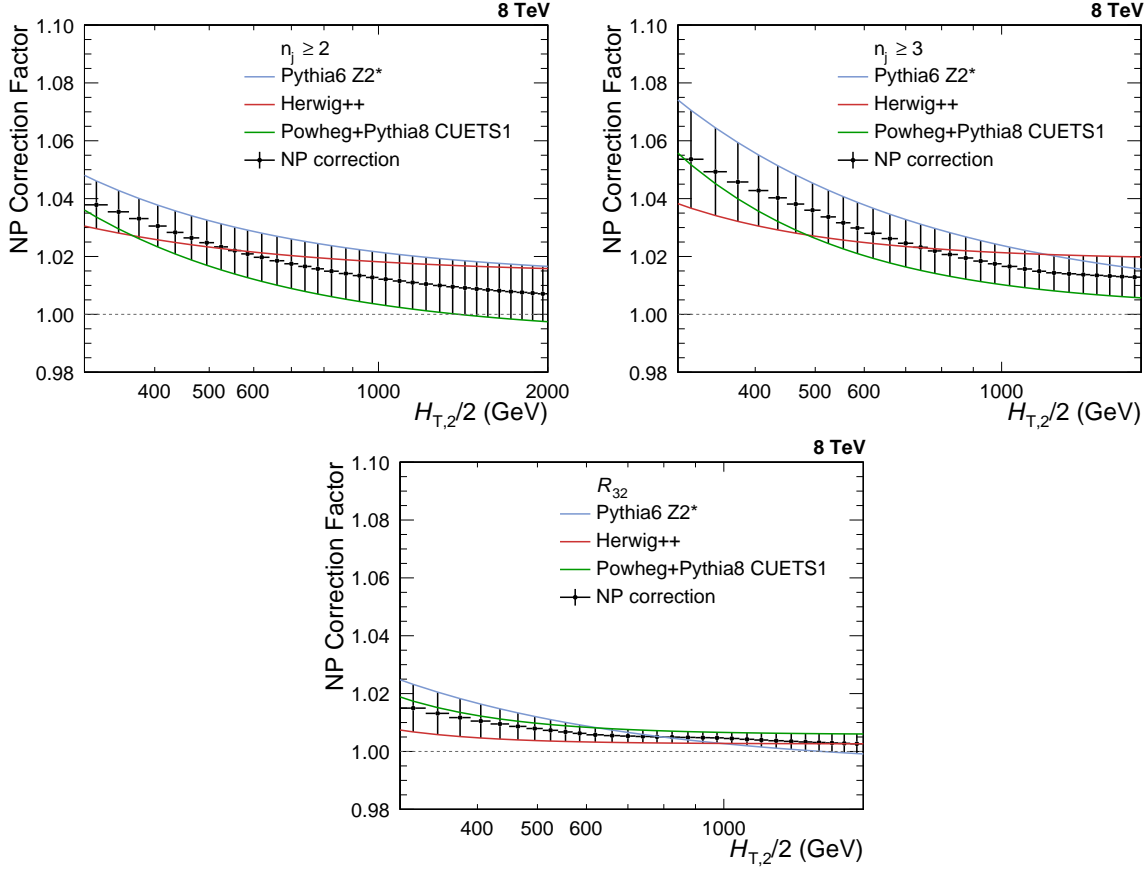 8 TeV
NP Correction Factor
1.10
1.08
1.06
1.04
1.02
1.00
0.98
n_j ≥ 2
Pythia6 Z2*
Herwig++
Powheg+Pythia8 CUETS1
NP correction
400 500 600 1000 2000
H_T,2/2 (GeV)
8 TeV
NP Correction Factor
1.10
1.08
1.06
1.04
1.02
1.00
0.98
n_j ≥ 3
Pythia6 Z2*
Herwig++
Powheg+Pythia8 CUETS1
NP correction
400 500 600 1000
H_T,2/2 (GeV)
8 TeV
NP Correction Factor
1.10
1.08
1.06
1.04
1.02
1.00
0.98
R_32
Pythia6 Z2*
Herwig++
Powheg+Pythia8 CUETS1
NP correction
400 500 600 1000
H_T,2/2 (GeV)